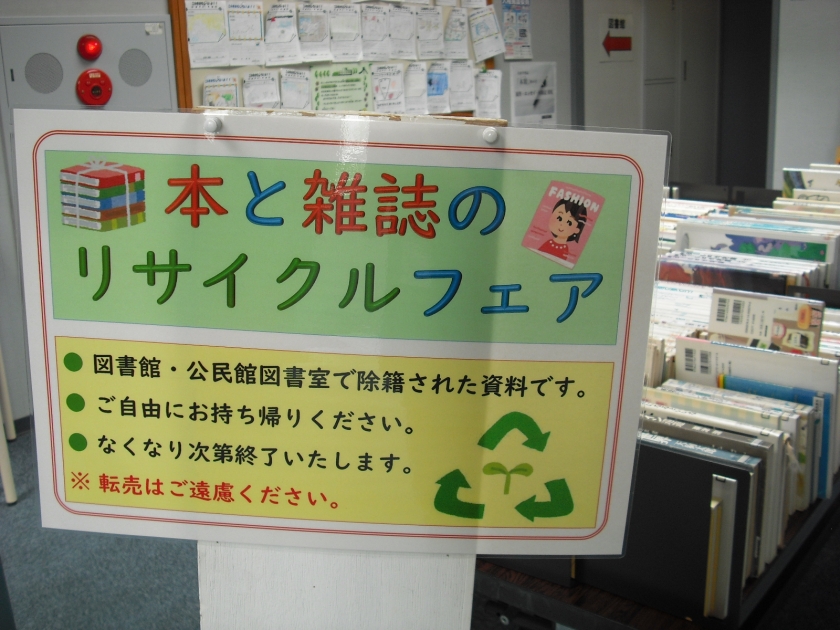 図書館
本と雑誌の
FASHION
リサイクルフェア
● 図書館・公民館図書室で除籍された資料です。
● ご自由にお持ち帰りください。
● なくなり次第終了いたします。
※ 転売はご遠慮ください。